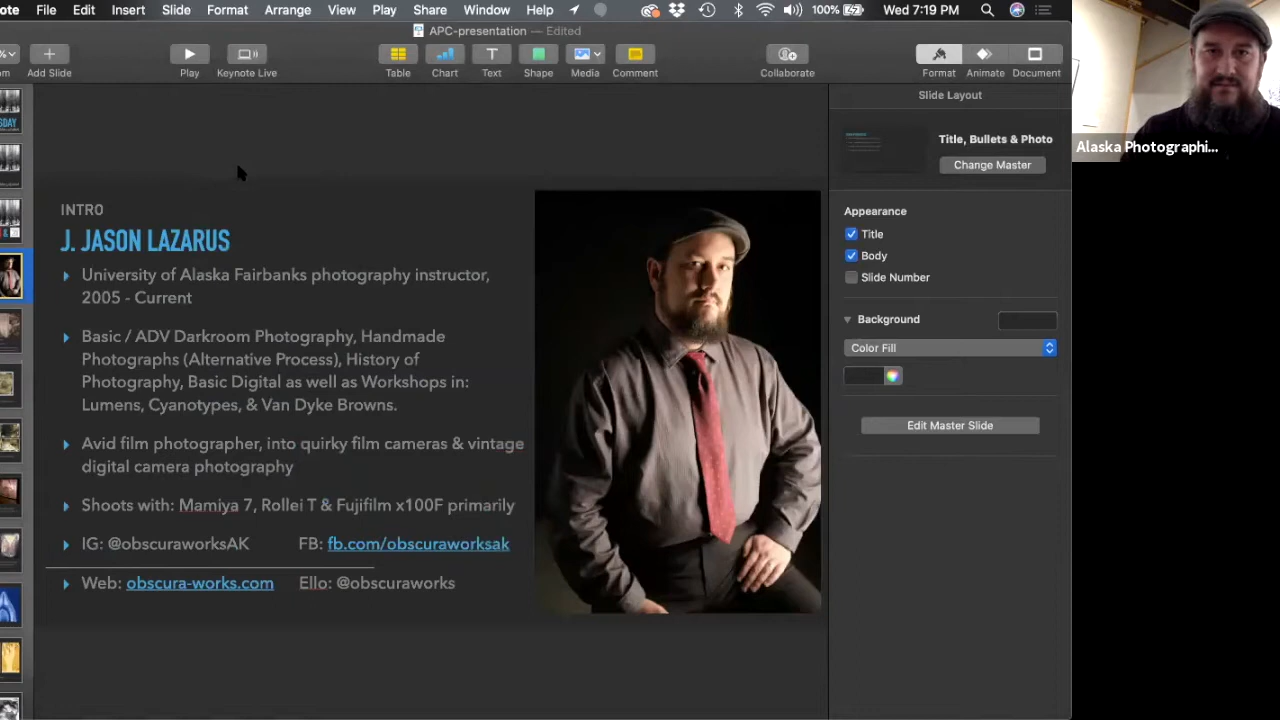 File Edit Insert Slide Format Arrange View Play Share Window Help 100% Wed 7:19 PM
APC-presentation — Edited
Add Slide Play Keynote Live Table Chart Text Shape Media Comment Collaborate Format Animate Document
Slide Layout
Title, Bullets & Photo
Change Master
Appearance
Title
Body
Slide Number
Background
Color Fill
Edit Master Slide
INTRO
J. JASON LAZARUS
University of Alaska Fairbanks photography instructor,
2005 - Current
Basic / ADV Darkroom Photography, Handmade
Photographs (Alternative Process), History of
Photography, Basic Digital as well as Workshops in:
Lumens, Cyanotypes, & Van Dyke Browns.
Avid film photographer, into quirky film cameras & vintage
digital camera photography
Shoots with: Mamiya 7, Rollei T & Fujifilm x100F primarily
IG: @obscuraworksAK FB: fb.com/obscuraworksak
Web: obscura-works.com Ello: @obscuraworks
Alaska Photographi...